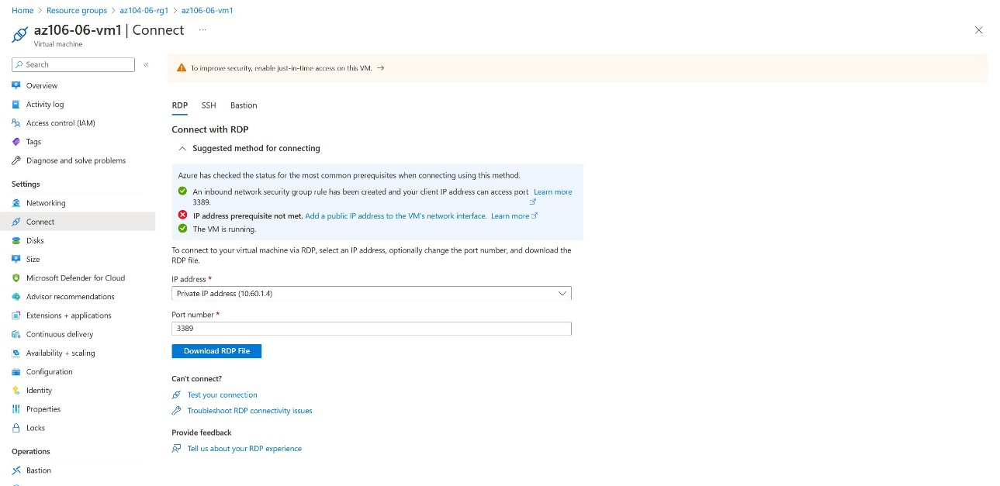 Home > Resource groups > az104-06-rg1 > az106-06-vm1
az106-06-vm1 | Connect ...
Virtual machine
Search «
Overview
Activity log
Access control (IAM)
Tags
Diagnose and solve problems
Settings
Networking
Connect
Disks
Size
Microsoft Defender for Cloud
Advisor recommendations
Extensions + applications
Continuous delivery
Availability + scaling
Configuration
Identity
Properties
Locks
Operations
Bastion
To improve security, enable just-in-time access on this VM. →
RDP SSH Bastion
Connect with RDP
Suggested method for connecting
Azure has checked the status for the most common prerequisites when connecting using this method.
An inbound network security group rule has been created and your client IP address can access port Learn more
3389.
IP address prerequisite not met. Add a public IP address to the VM's network interface. Learn more
The VM is running.
To connect to your virtual machine via RDP, select an IP address, optionally change the port number, and download the
RDP file.
IP address *
Private IP address (10.60.1.4)
Port number *
3389
Download RDP File
Can't connect?
Test your connection
Troubleshoot RDP connectivity issues
Provide feedback
Tell us about your RDP experience